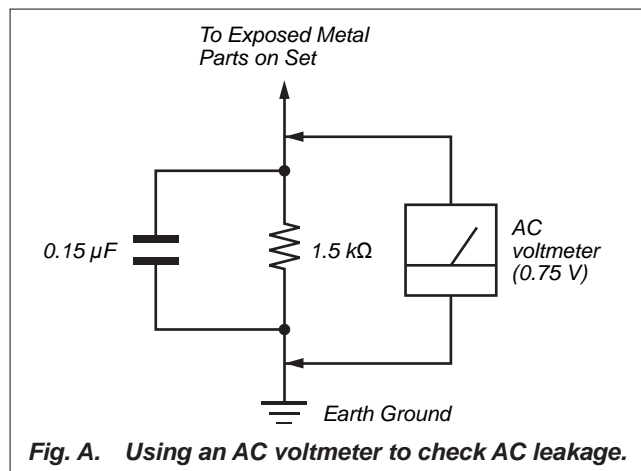 To Exposed Metal
Parts on Set
0.15 µF
1.5 kΩ
AC
voltmeter
(0.75 V)
Earth Ground
Fig. A. Using an AC voltmeter to check AC leakage.